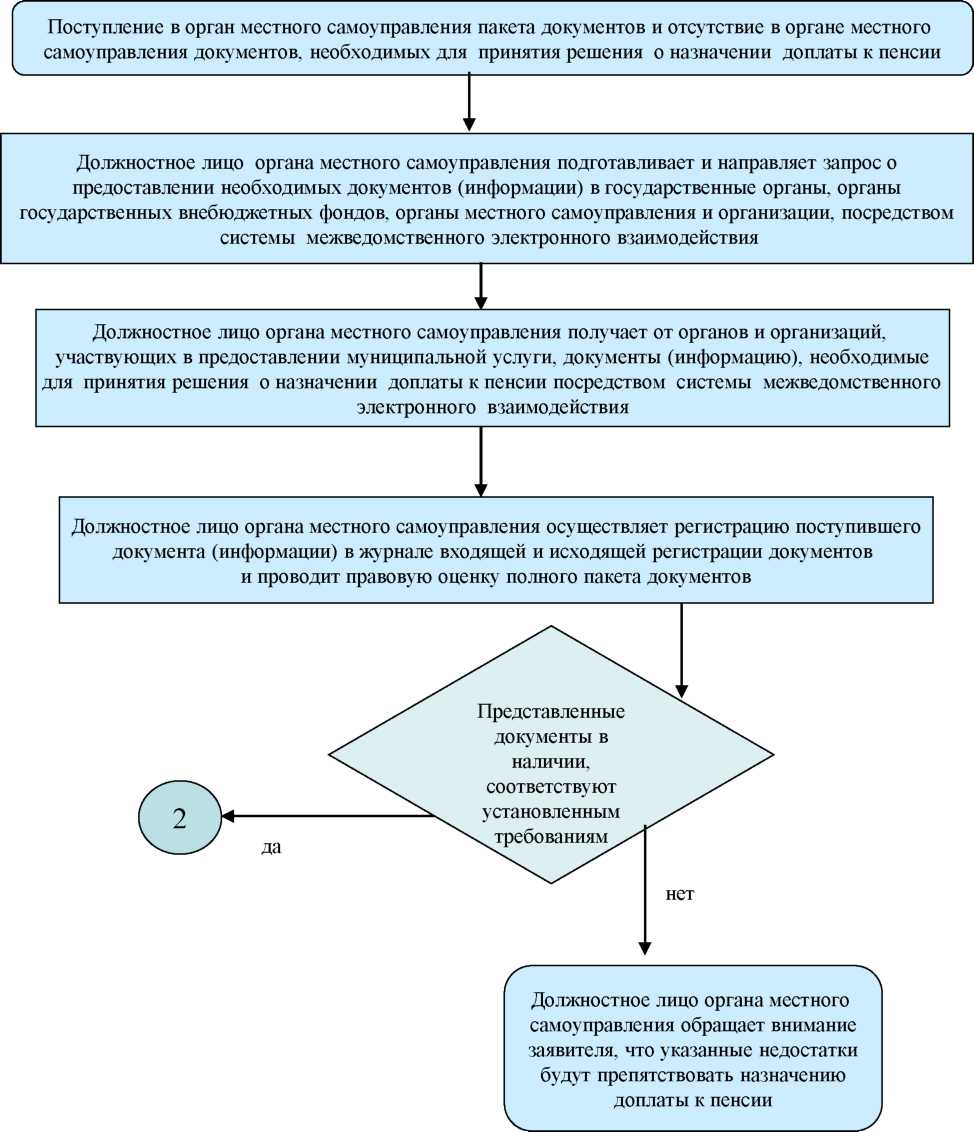 Поступление в орган местного самоуправления пакета документов и отсутствие в органе местного
самоуправления документов, необходимых для принятия решения о назначении доплаты к пенсии
Должностное лицо органа местного самоуправления подготавливает и направляет запрос о
предоставлении необходимых документов (информации) в государственные органы, органы
государственных внебюджетных фондов, органы местного самоуправления и организации, посредством
системы межведомственного электронного взаимодействия
Должностное лицо органа местного самоуправления получает от органов и организаций,
участвующих в предоставлении муниципальной услуги, документы (информацию), необходимые
для принятия решения о назначении доплаты к пенсии посредством системы межведомственного
электронного взаимодействия
Должностное лицо органа местного самоуправления осуществляет регистрацию поступившего
документа (информации) в журнале входящей и исходящей регистрации документов
и проводит правовую оценку полного пакета документов
Представленные
документы в
наличии,
соответствуют
установленным
требованиям
2
да
нет
Должностное лицо органа местного
самоуправления обращает внимание
заявителя, что указанные недостатки
будут препятствовать назначению
доплаты к пенсии